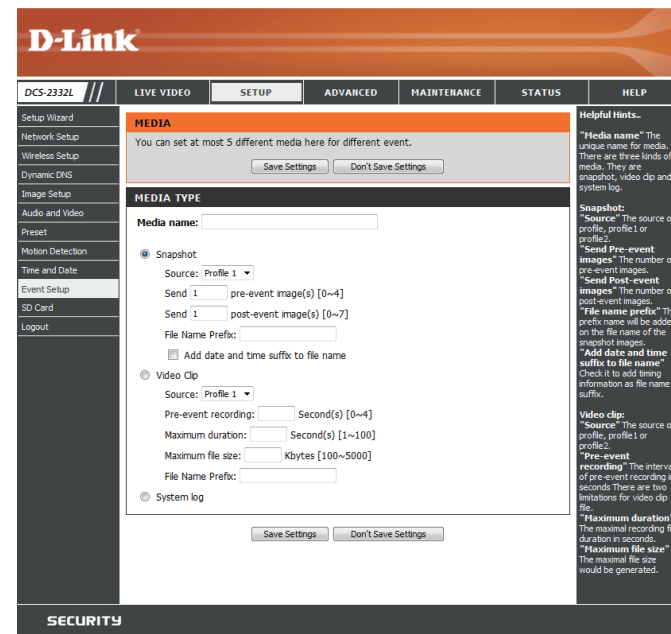 D-Link
DCS-2332L
LIVE VIDEO
SETUP
ADVANCED
MAINTENANCE
STATUS
HELP
Setup Wizard
Network Setup
Wireless Setup
Dynamic DNS
Image Setup
Audio and Video
Preset
Motion Detection
Time and Date
Event Setup
SD Card
Logout
MEDIA
You can set at most 5 different media here for different event.
Save Settings Don't Save Settings
MEDIA TYPE
Media name:
Snapshot
Source: Profile 1
Send 1 pre-event image(s) [0~4]
Send 1 post-event image(s) [0~7]
File Name Prefix:
Add date and time suffix to file name
Video Clip
Source: Profile 1
Pre-event recording: Second(s) [0~4]
Maximum duration: Second(s) [1~100]
Maximum file size: Kbytes [100~5000]
File Name Prefix:
System log
Save Settings Don't Save Settings
Helpful Hints..
"Media name" The
unique name for media.
There are three kinds of
media. They are
snapshot, video clip and
system log.
Snapshot:
"Source" The source o
profile, profile1 or
profile2.
"Send Pre-event
images" The number o
pre-event images.
"Send Post-event
images" The number o
post-event images.
"File name prefix" Th
prefix name will be adde
on the file name of the
snapshot images.
"Add date and time
suffix to file name"
Check it to add timing
information as file name
suffix.
Video clip:
"Source" The source o
profile, profile1 or
profile2.
"Pre-event
recording" The interva
of pre-event recording i
seconds There are two
limitations for video clip
file.
"Maximum duration"
The maximal recording fi
duration in seconds.
"Maximum file size"
The maximal file size
would be generated.
SECURITY